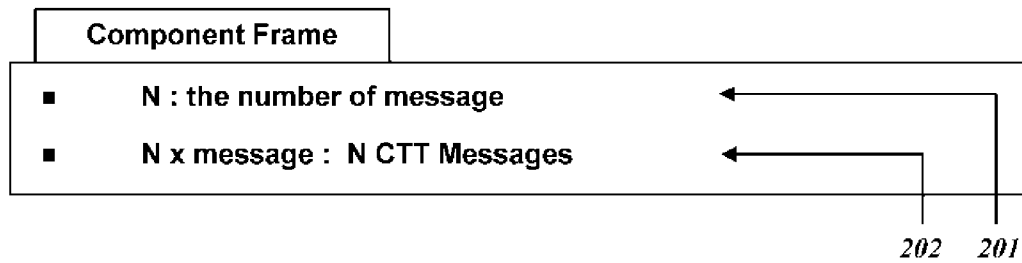 Component Frame
▪ N : the number of message
▪ N x message : N CTT Messages
202 201